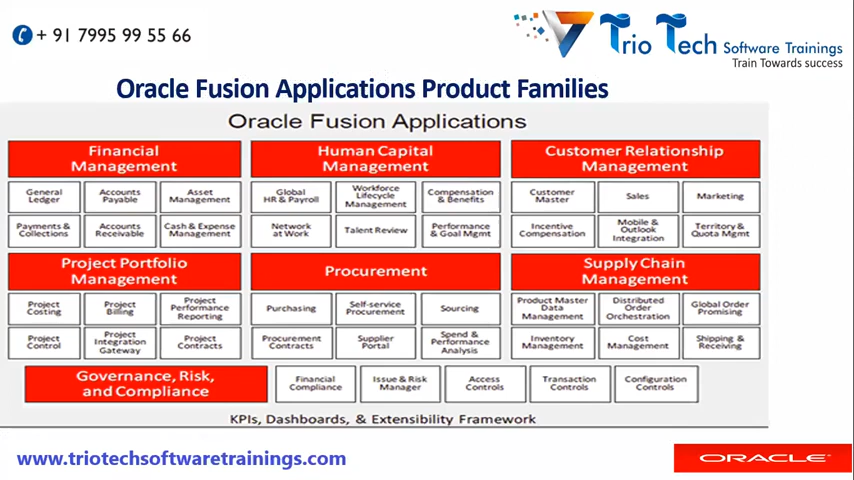 + 91 7995 99 55 66
Trio Tech Software Trainings
Train Towards success
Oracle Fusion Applications Product Families
Oracle Fusion Applications
Financial
Management
General
Ledger
Accounts
Payable
Asset
Management
Payments &
Collections
Accounts
Receivable
Cash & Expense
Management
Human Capital
Management
Global
HR & Payroll
Workforce
Lifecycle
Management
Compensation
& Benefits
Network
at Work
Talent Review
Performance
& Goal Mgmt
Customer Relationship
Management
Customer
Master
Sales
Marketing
Incentive
Compensation
Mobile &
Outlook
Integration
Territory &
Quota Mgmt
Project Portfolio
Management
Project
Costing
Project
Billing
Project
Performance
Reporting
Project
Control
Project
Integration
Gateway
Project
Contracts
Procurement
Purchasing
Self-service
Procurement
Sourcing
Procurement
Contracts
Supplier
Portal
Spend &
Performance
Analysis
Supply Chain
Management
Product Master
Data
Management
Distributed
Order
Orchestration
Global Order
Promising
Inventory
Management
Cost
Management
Shipping &
Receiving
Governance, Risk,
and Compliance
Financial
Compliance
Issue & Risk
Manager
Access
Controls
Transaction
Controls
Configuration
Controls
KPIs, Dashboards, & Extensibility Framework
www.triotechsoftwaretrainings.com
ORACLE